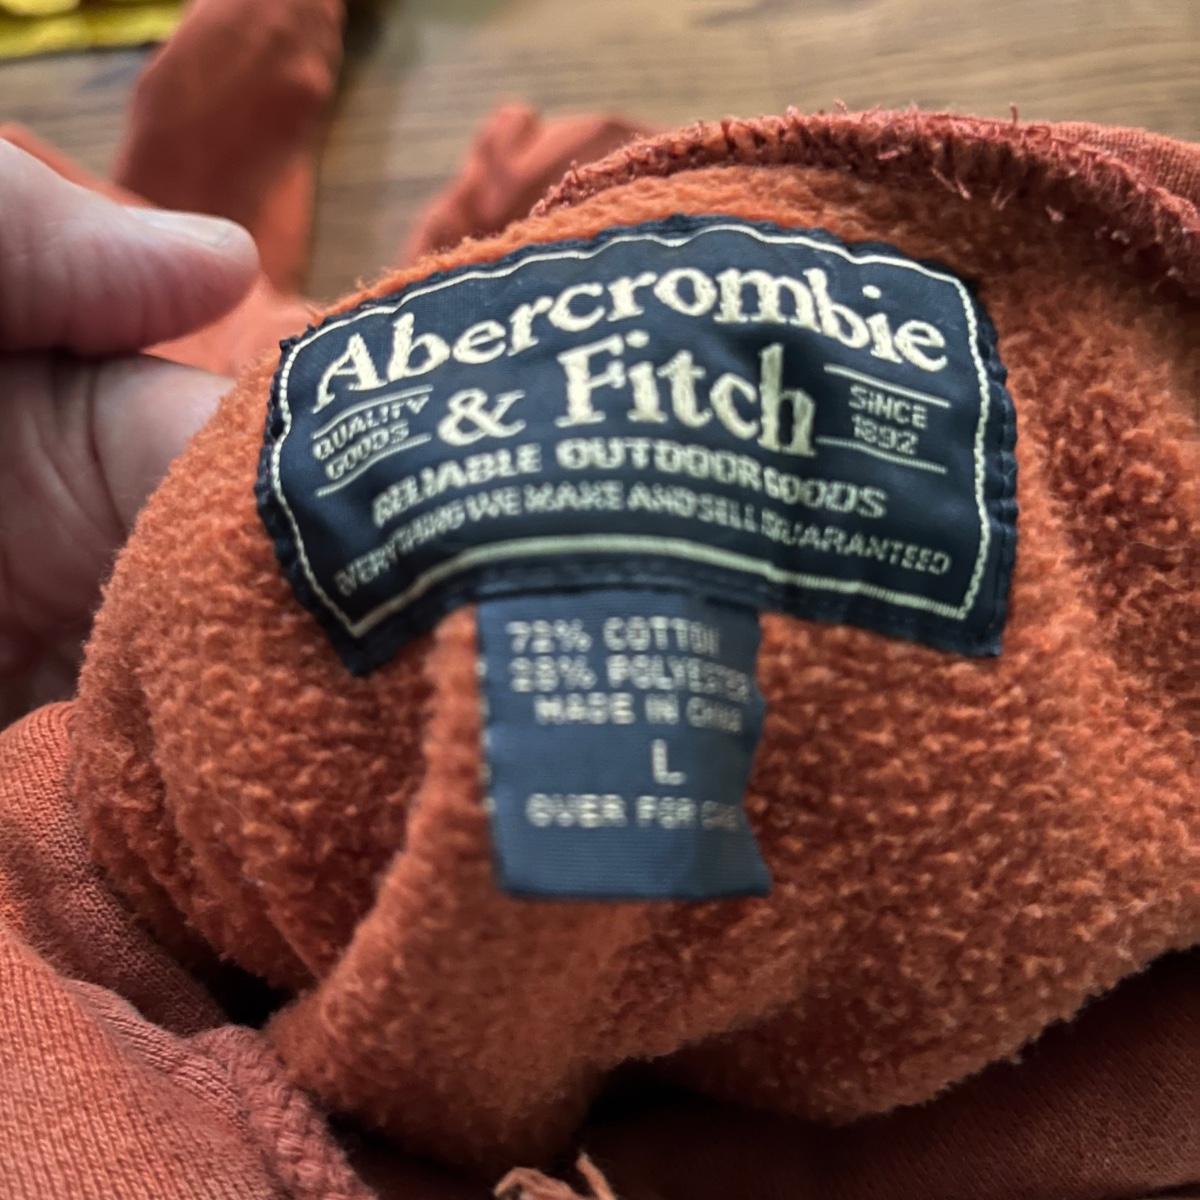 Abercrombie
& Fitch
QUALITY
GOODS
SINCE
1892
RELIABLE OUTDOOR GOODS
EVERYTHING WE MAKE AND SELL GUARANTEED
72% COTTON
28% POLYESTER
MADE IN CHINA
L
OVER FOR